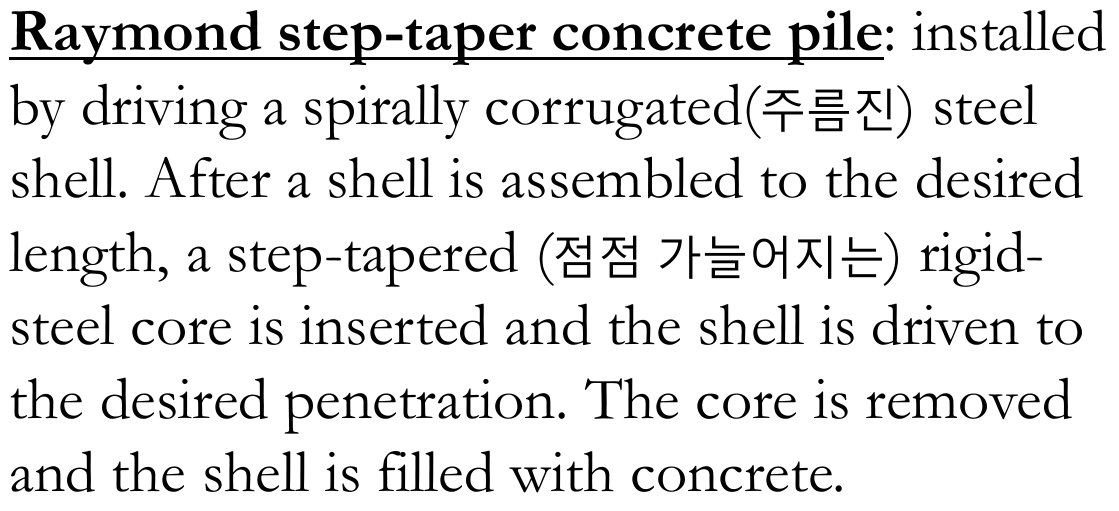 Raymond step-taper concrete pile: installed
by driving a spirally corrugated(주름진) steel
shell. After a shell is assembled to the desired
length, a step-tapered (점점 가늘어지는) rigid-
steel core is inserted and the shell is driven to
the desired penetration. The core is removed
and the shell is filled with concrete.